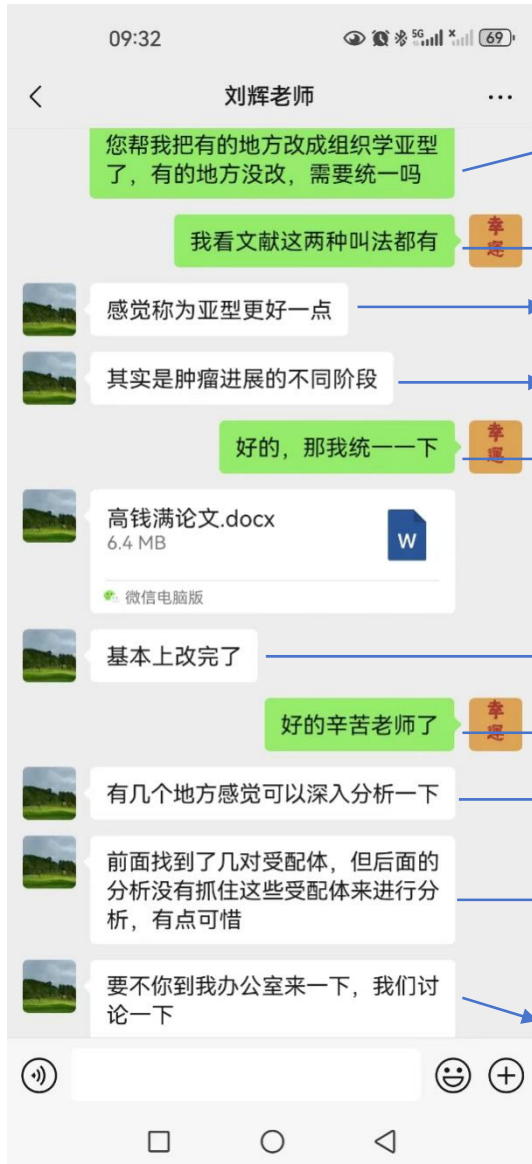 09:32
5G
69
刘辉老师
您帮我把有的地方改成组织学亚型
了，有的地方没改，需要统一吗
我看文献这两种叫法都有
幸
运
感觉称为亚型更好一点
其实是肿瘤进展的不同阶段
好的，那我统一一下
幸
運
高钱满论文.docx
6.4 MB
W
微信电脑版
基本上改完了
好的辛苦老师了
幸
運
有几个地方感觉可以深入分析一下
前面找到了几对受配体，但后面的
分析没有抓住这些受配体来进行分
析，有点可惜
要不你到我办公室来一下，我们讨
论一下